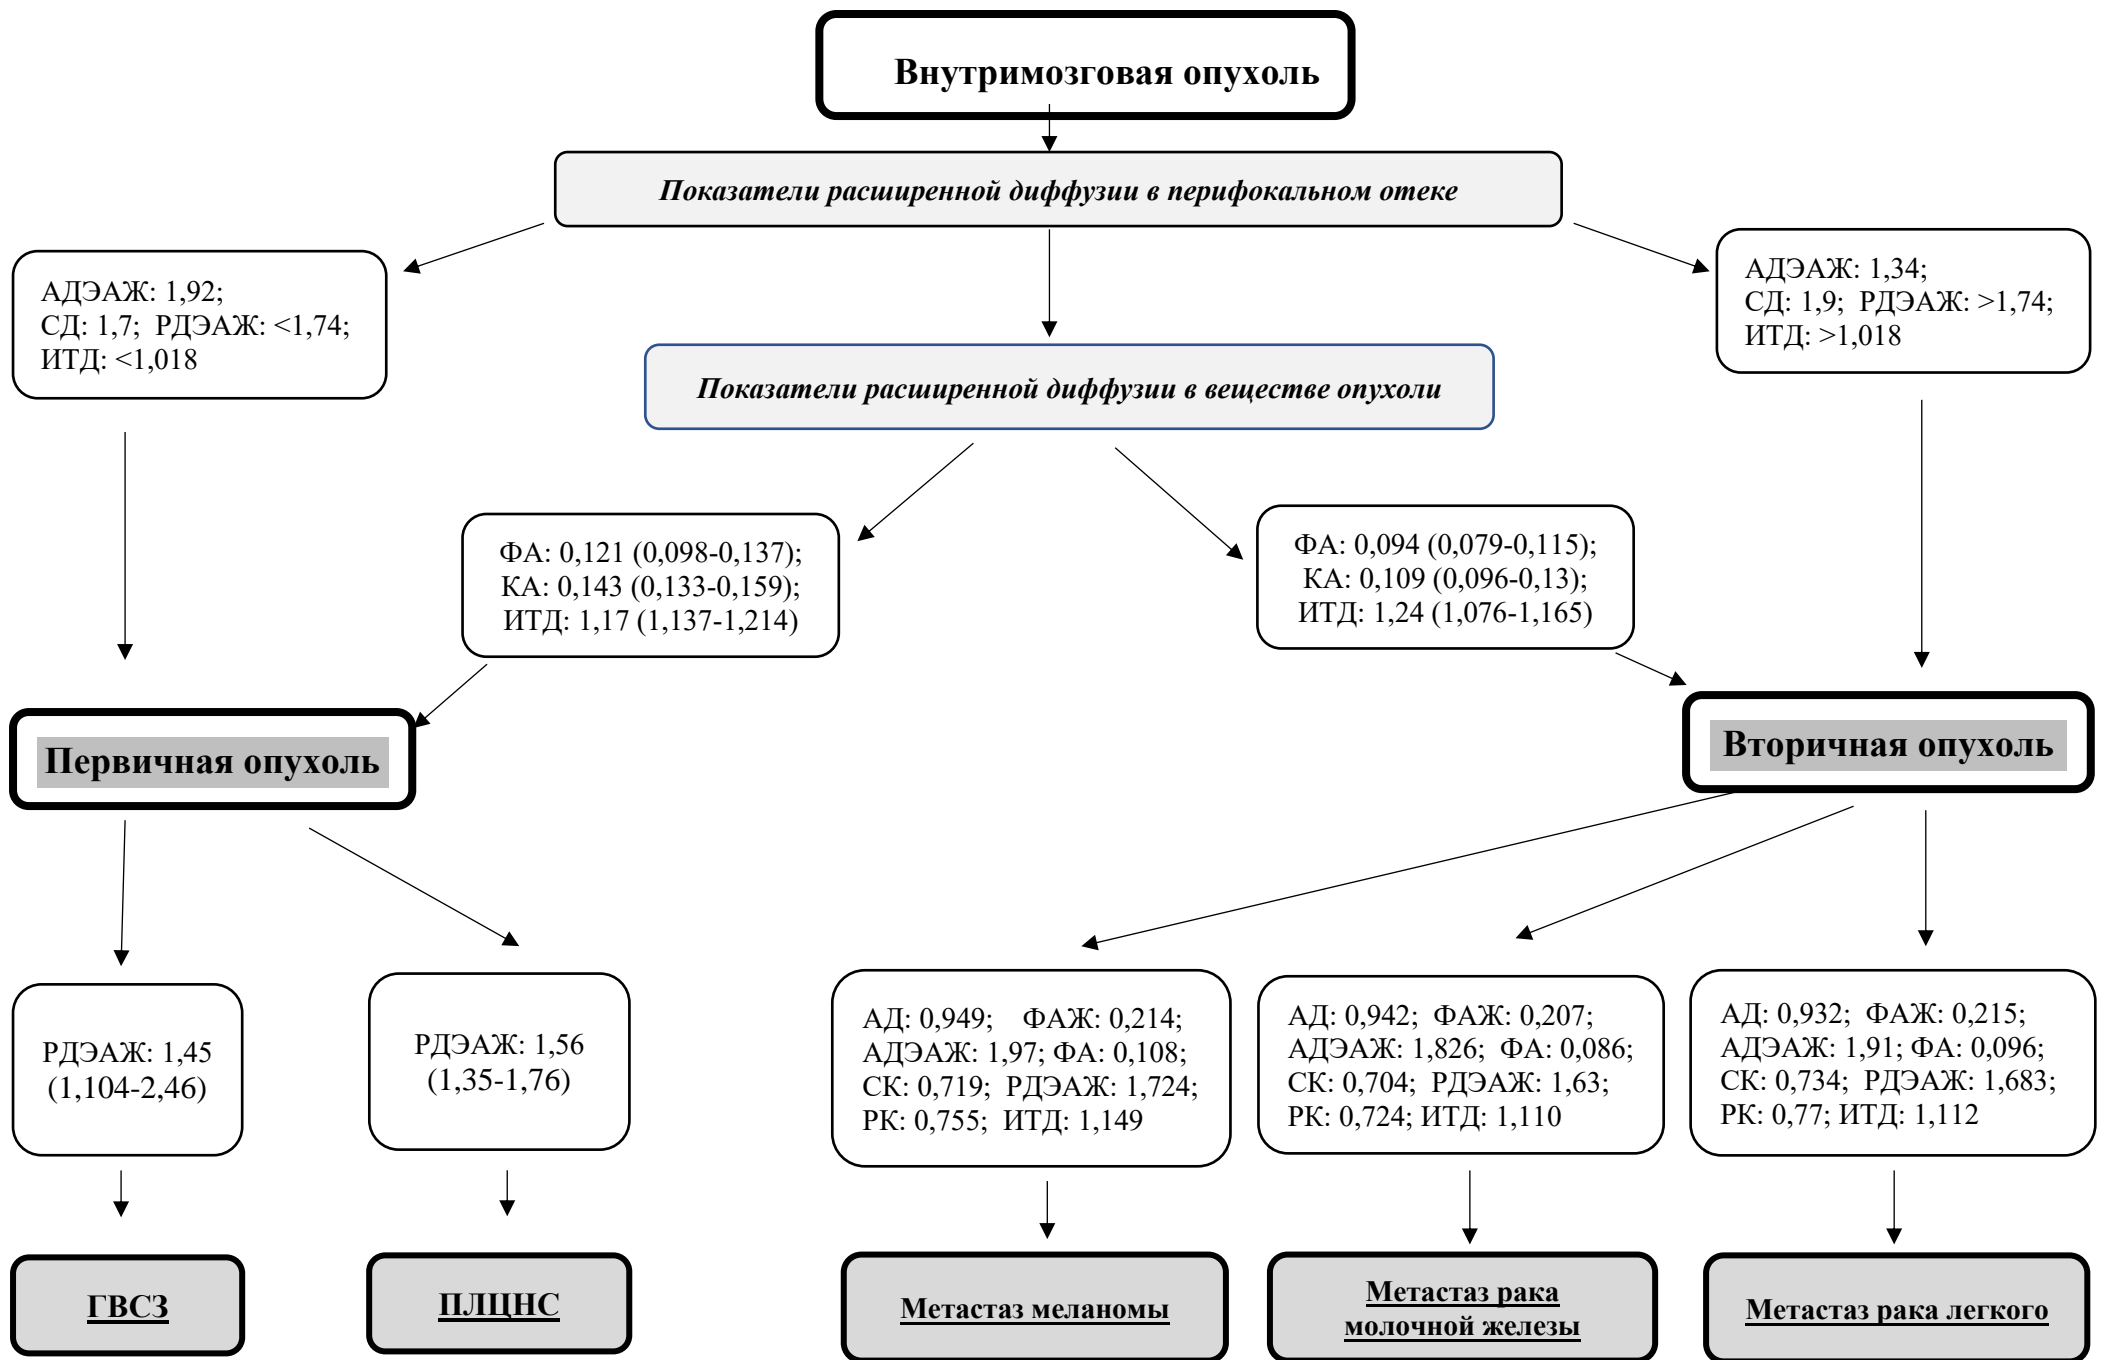 Внутримозговая опухоль
Показатели расширенной диффузии в перифокальном отеке
АДЭАЖ: 1,92;
СД: 1,7; РДЭАЖ: <1,74;
ИТД: <1,018
АДЭАЖ: 1,34;
СД: 1,9; РДЭАЖ: >1,74;
ИТД: >1,018
Показатели расширенной диффузии в веществе опухоли
ФА: 0,121 (0,098-0,137);
КА: 0,143 (0,133-0,159);
ИТД: 1,17 (1,137-1,214)
ФА: 0,094 (0,079-0,115);
КА: 0,109 (0,096-0,13);
ИТД: 1,24 (1,076-1,165)
Первичная опухоль
Вторичная опухоль
РДЭАЖ: 1,45
(1,104-2,46)
РДЭАЖ: 1,56
(1,35-1,76)
АД: 0,949; ФАЖ: 0,214;
АДЭАЖ: 1,97; ФА: 0,108;
СК: 0,719; РДЭАЖ: 1,724;
РК: 0,755; ИТД: 1,149
АД: 0,942; ФАЖ: 0,207;
АДЭАЖ: 1,826; ФА: 0,086;
СК: 0,704; РДЭАЖ: 1,63;
РК: 0,724; ИТД: 1,110
АД: 0,932; ФАЖ: 0,215;
АДЭАЖ: 1,91; ФА: 0,096;
СК: 0,734; РДЭАЖ: 1,683;
РК: 0,77; ИТД: 1,112
ГВСЗ
ПЛЦНС
Метастаз меланомы
Метастаз рака
молочной железы
Метастаз рака легкого